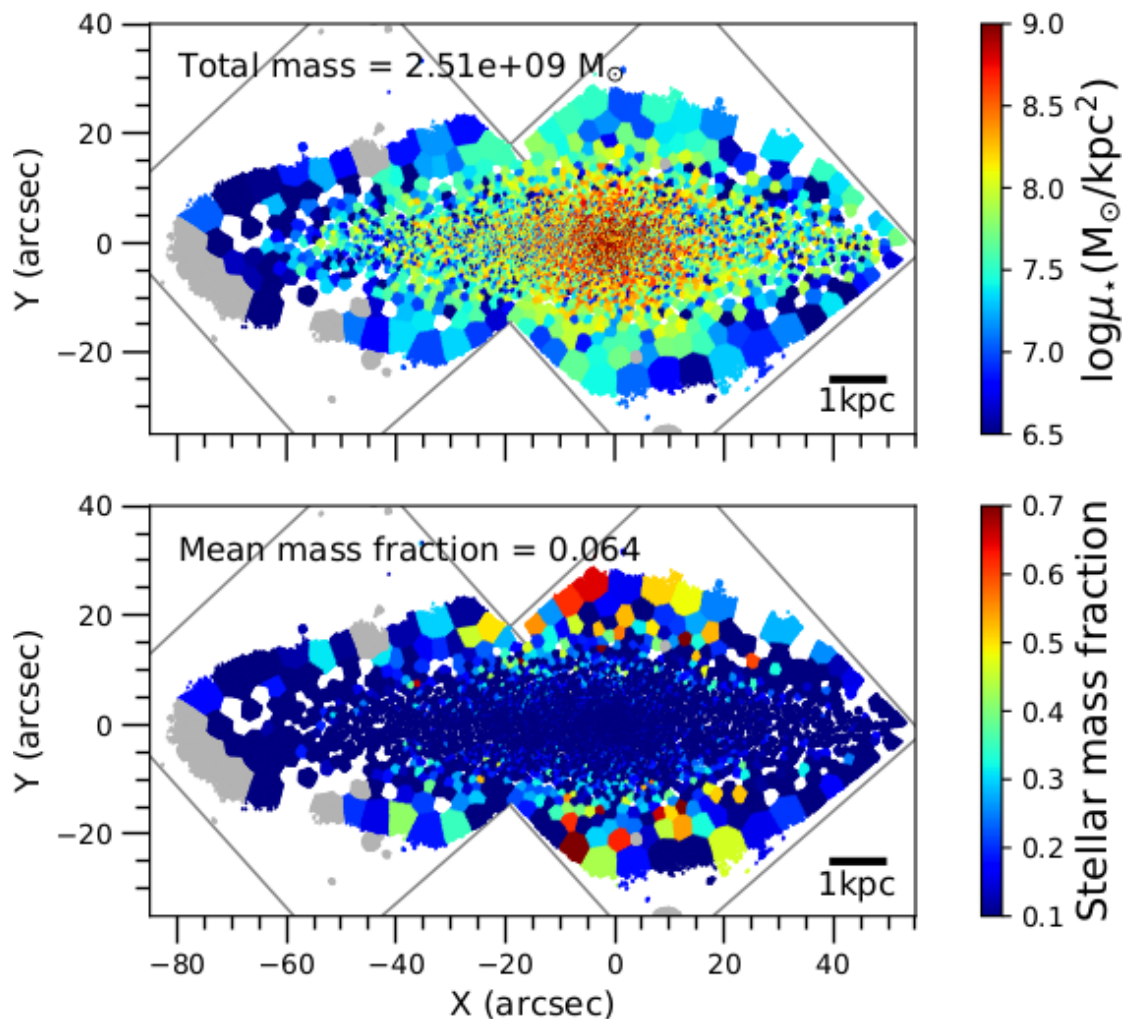 40
20
0
−20
Y (arcsec)
Total mass = 2.51e+09 M☉
1kpc
9.0
8.5
8.0
7.5
7.0
6.5
logμ⋆(M☉/kpc²)
40
20
0
−20
Y (arcsec)
Mean mass fraction = 0.064
1kpc
−80 −60 −40 −20 0 20 40
X (arcsec)
0.7
0.6
0.5
0.4
0.3
0.2
0.1
Stellar mass fraction